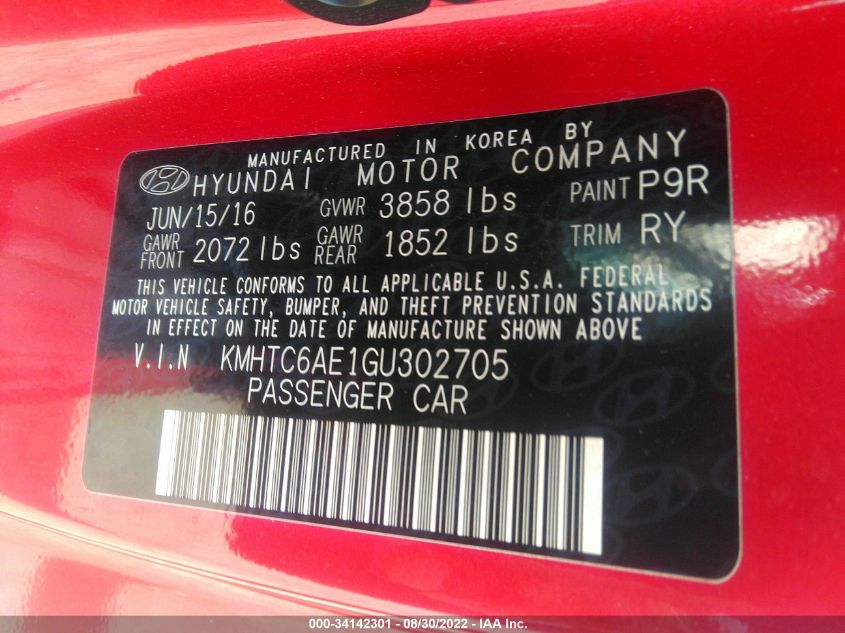 MANUFACTURED IN KOREA BY
HYUNDAI MOTOR COMPANY
JUN/15/16 GVWR 3858 lbs PAINT P9R
GAWR FRONT 2072 lbs GAWR REAR 1852 lbs TRIM RY
THIS VEHICLE CONFORMS TO ALL APPLICABLE U.S.A. FEDERAL
MOTOR VEHICLE SAFETY, BUMPER, AND THEFT PREVENTION STANDARDS
IN EFFECT ON THE DATE OF MANUFACTURE SHOWN ABOVE
V.I.N KMHTC6AE1GU302705
PASSENGER CAR
000-34142301 - 08/30/2022 - IAA Inc.